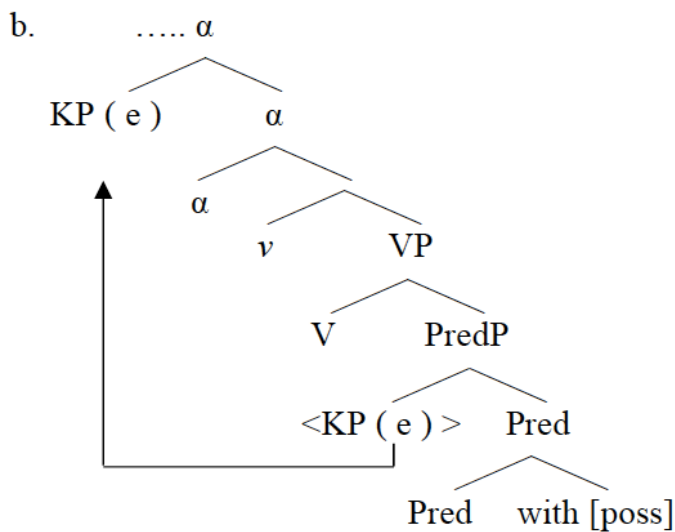 b. ..... α
KP ( e ) α
α
v VP
V PredP
<KP ( e ) > Pred
Pred with [poss]